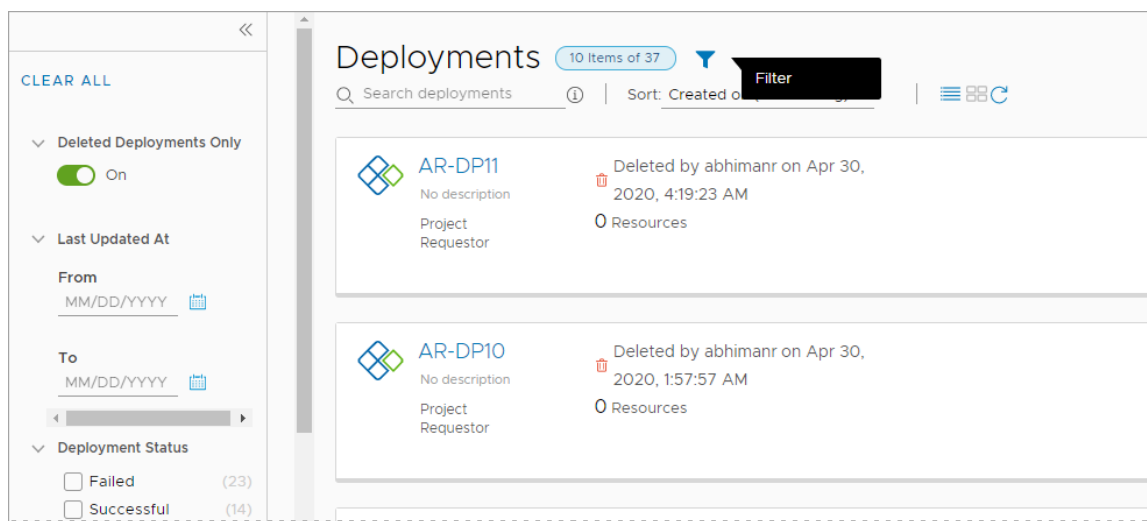 CLEAR ALL
Deleted Deployments Only
On
Last Updated At
From
MM/DD/YYYY
To
MM/DD/YYYY
Deployment Status
Failed (23)
Successful (14)
Deployments 10 Items of 37
Filter
Search deployments Sort: Created
AR-DP11
No description
Project
Requestor
Deleted by abhimanr on Apr 30,
2020, 4:19:23 AM
0 Resources
AR-DP10
No description
Project
Requestor
Deleted by abhimanr on Apr 30,
2020, 1:57:57 AM
0 Resources